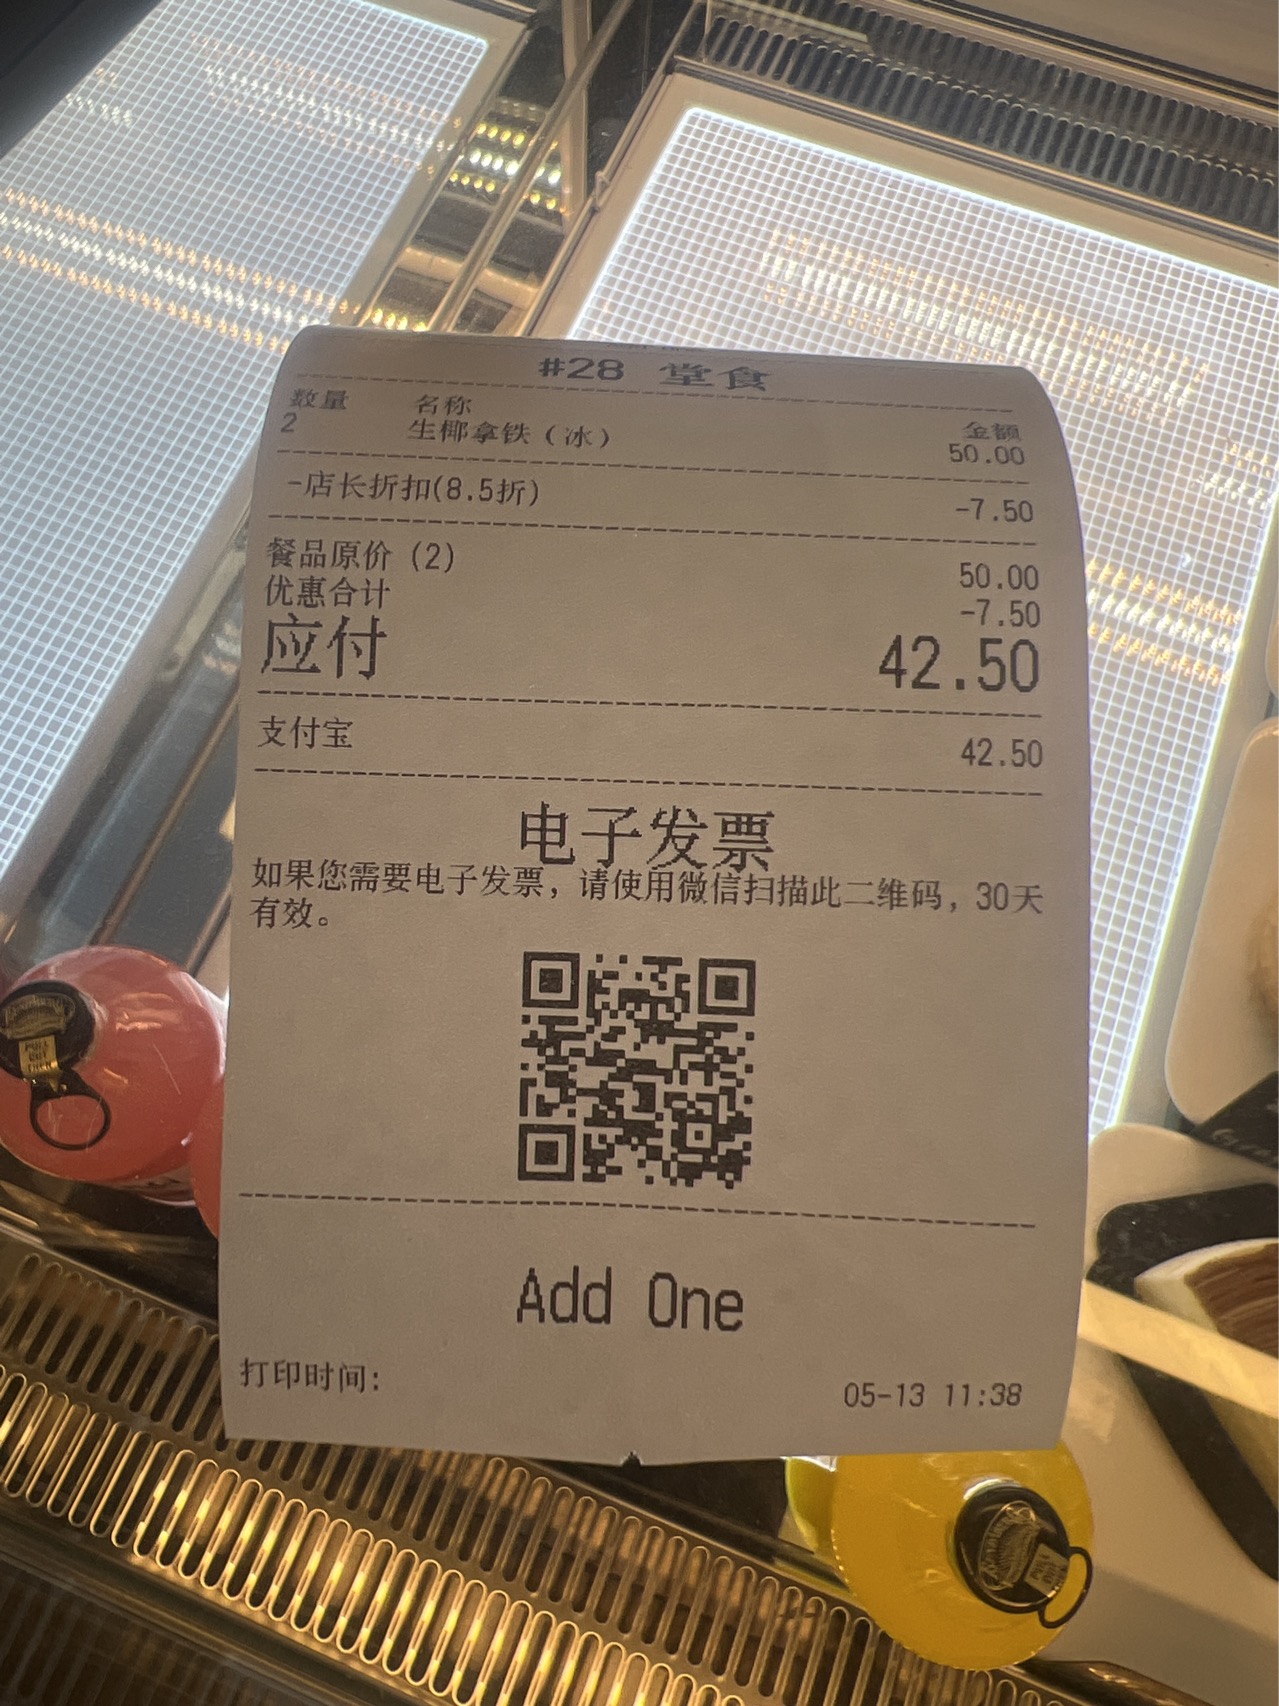 #28 堂食
数量 名称 金额
2 生椰拿铁（冰） 50.00
-店长折扣(8.5折) -7.50
餐品原价 (2) 50.00
优惠合计 -7.50
应付 42.50
支付宝 42.50
电子发票
如果您需要电子发票，请使用微信扫描此二维码，30天
有效。
Add One
打印时间: 05-13 11:38
PULL
OUT
THEN
PULL